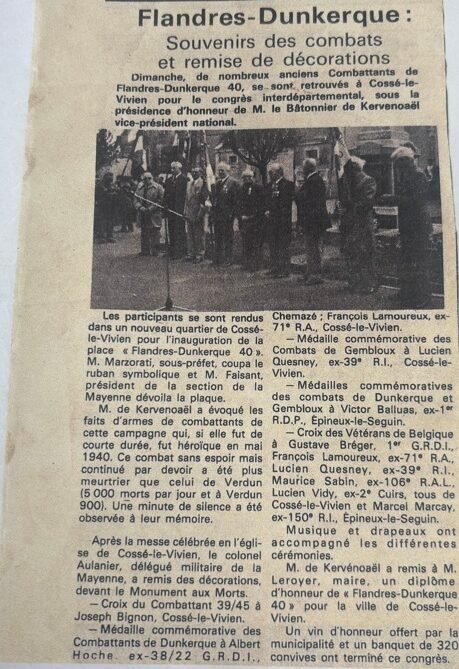 Flandres-Dunkerque :
Souvenirs des combats
et remise de décorations
Dimanche, de nombreux anciens Combattants de
Flandres-Dunkerque 40, se sont retrouvés à Cossé-le-
Vivien pour le congrès interdépartemental, sous la
présidence d'honneur de M. le Bâtonnier de Kervenoaël
vice-président national.
Les participants se sont rendus
dans un nouveau quartier de Cossé-
le-Vivien pour l'inauguration de la
place « Flandres-Dunkerque 40 ».
M. Marzorati, sous-préfet, coupa le
ruban symbolique et M. Faisant,
président de la section de la
Mayenne dévoila la plaque.
M. de Kervenoaël a évoqué les
faits d'armes de combattants de
cette campagne qui, si elle fut de
courte durée, fut héroïque en mai
1940. Ce combat sans espoir mais
continué par devoir a été plus
meurtrier que celui de Verdun
(5 000 morts par jour et à Verdun
900). Une minute de silence a été
observée à leur mémoire.
Après la messe célébrée en l'église
de Cossé-le-Vivien, le colonel
Aulanier, délégué militaire de la
Mayenne, a remis des décorations,
devant le Monument aux Morts.
— Croix du Combattant 39/45 à
Joseph Bignon, Cossé-le-Vivien.
— Médaille commémorative des
Combattants de Dunkerque à Albert
Hoche, ex-38/22 G.R.D.I.,
Chemazé ; François Lamoureux, ex-
71e R.A., Cossé-le-Vivien.
— Médaille commémorative des
Combats de Gembloux à Lucien
Quesney, ex-39e R.I., Cossé-le-
Vivien.
— Médailles commémoratives
des combats de Dunkerque et
Gembloux à Victor Balluas, ex-1er
R.D.P., Épineux-le-Seguin.
— Croix des Vétérans de Belgique
à Gustave Bréger, 1er G.R.D.I.,
François Lamoureux, ex-71e R.A.,
Lucien Quesney, ex-39e R.I.,
Maurice Sabin, ex-106e R.A.L.,
Lucien Vidy, ex-2e Cuirs, tous de
Cossé-le-Vivien et Marcel Marcay,
ex-150e R.I., Épineux-le-Seguin.
Musique et drapeaux ont
accompagné les différentes
cérémonies.
M. de Kervénoaël a remis à M.
Leroyer, maire, un diplôme
d'honneur de « Flandres-Dunkerque
40 » pour la ville de Cossé-le-
Vivien.
Un vin d'honneur offert par la
municipalité et un banquet de 320
convives ont terminé ce congrès.